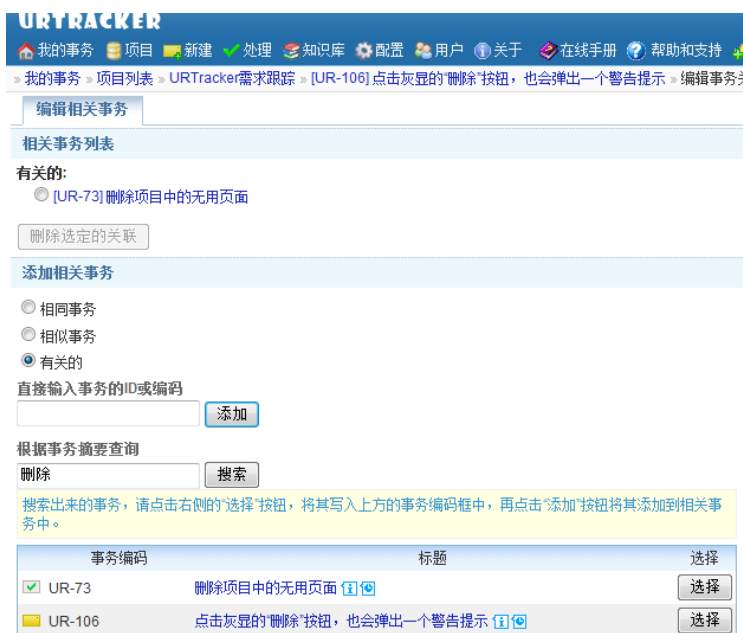 URTRACKER
我的事务 项目 新建 处理 知识库 配置 用户 关于 在线手册 帮助和支持
» 我的事务 » 项目列表 » URTracker需求跟踪 » [UR-106] 点击灰显的“删除”按钮，也会弹出一个警告提示 » 编辑事务关
编辑相关事务
相关事务列表
有关的:
[UR-73] 删除项目中的无用页面
删除选定的关联
添加相关事务
相同事务
相似事务
有关的
直接输入事务的ID或编码
添加
根据事务摘要查询
删除 搜索
搜索出来的事务，请点击右侧的“选择”按钮，将其写入上方的事务编码框中，再点击“添加”按钮将其添加到相关事
务中。
事务编码 标题 选择
UR-73 删除项目中的无用页面 选择
UR-106 点击灰显的“删除”按钮，也会弹出一个警告提示 选择